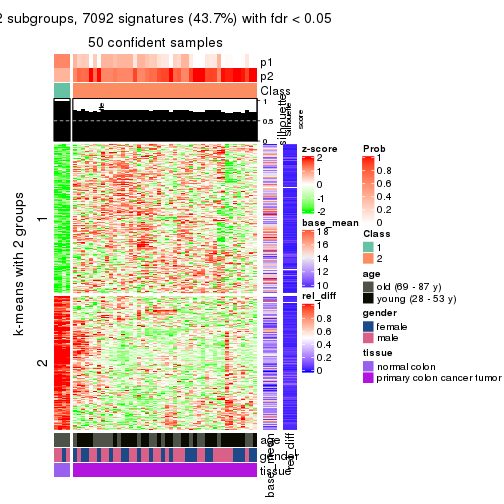 2 subgroups, 7092 signatures (43.7%) with fdr < 0.05
50 confident samples
p1
p2
Class
1
0.5
0
silhouette
score
k-means with 2 groups
1
2
z-score
2
1
0
-1
-2
base_mean
18
16
14
12
10
rel_diff
1
0.8
0.6
0.4
0.2
0
Prob
1
0.8
0.6
0.4
0.2
0
Class
1
2
age
old (69 - 87 y)
young (28 - 53 y)
gender
female
male
tissue
normal colon
primary colon cancer tumor
age
gender
tissue
base_mean
rel_diff